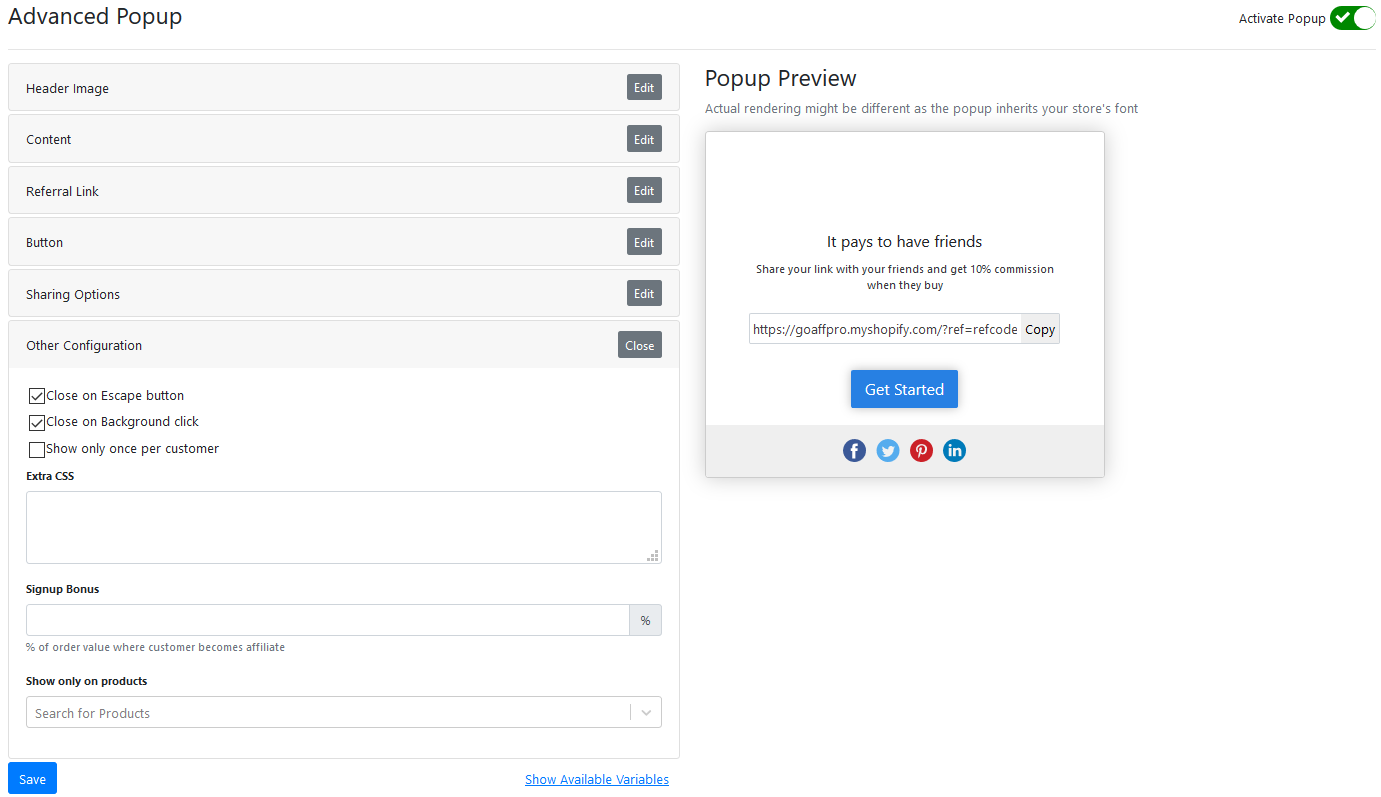 Advanced Popup
Activate Popup
Header Image
Edit
Content
Edit
Referral Link
Edit
Button
Edit
Sharing Options
Edit
Other Configuration
Close
Close on Escape button
Close on Background click
Show only once per customer
Extra CSS
Signup Bonus
%
% of order value where customer becomes affiliate
Show only on products
Search for Products
Save
Show Available Variables
Popup Preview
Actual rendering might be different as the popup inherits your store's font
It pays to have friends
Share your link with your friends and get 10% commission
when they buy
https://goaffpro.myshopify.com/?ref=refcode
Copy
Get Started